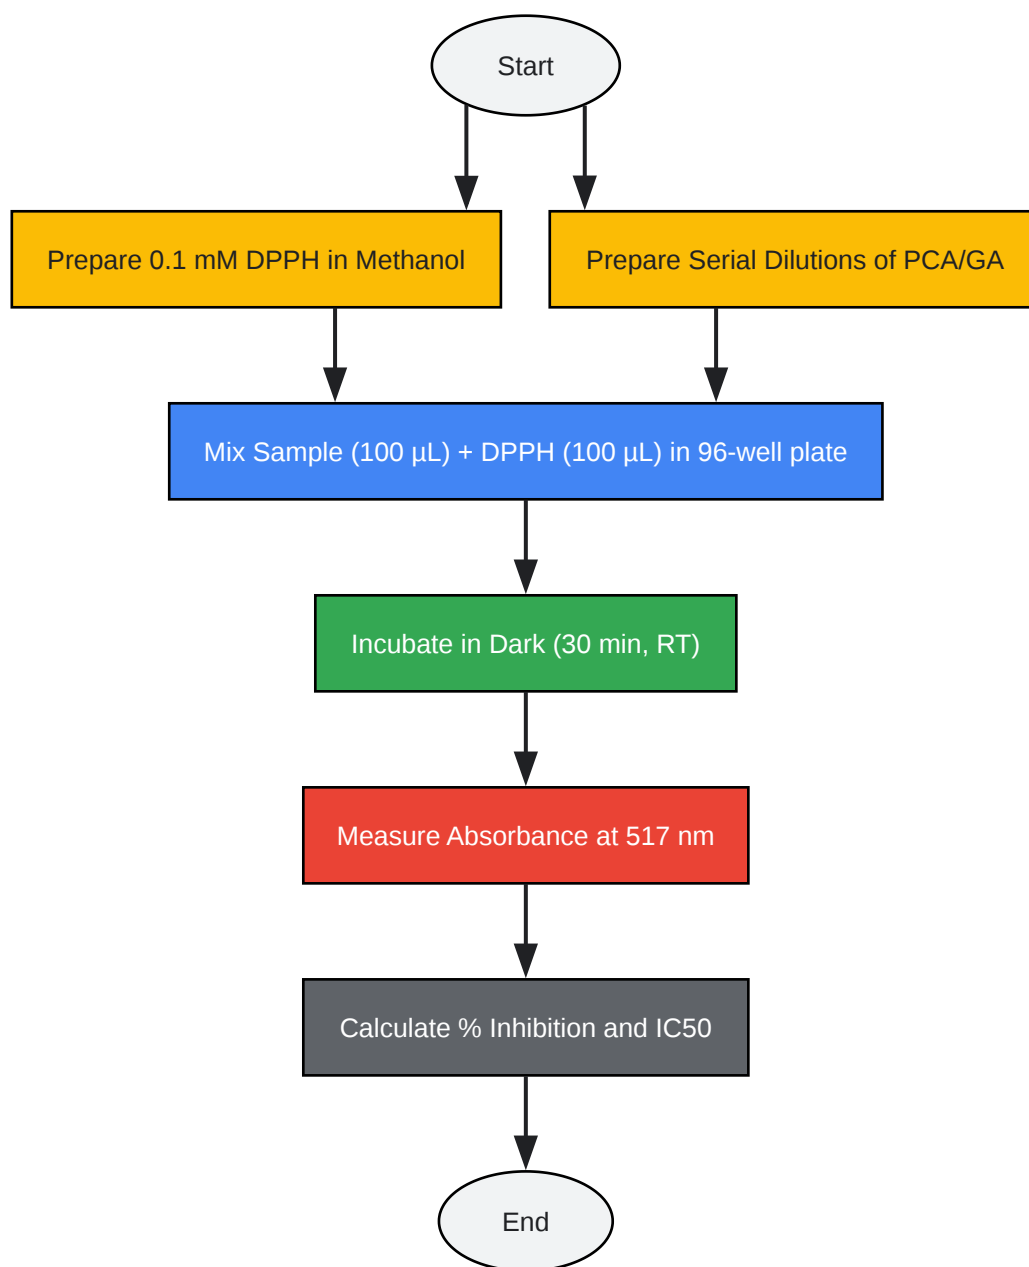 Start
Prepare 0.1 mM DPPH in Methanol
Prepare Serial Dilutions of PCA/GA
Mix Sample (100 µL) + DPPH (100 µL) in 96-well plate
Incubate in Dark (30 min, RT)
Measure Absorbance at 517 nm
Calculate % Inhibition and IC50
End